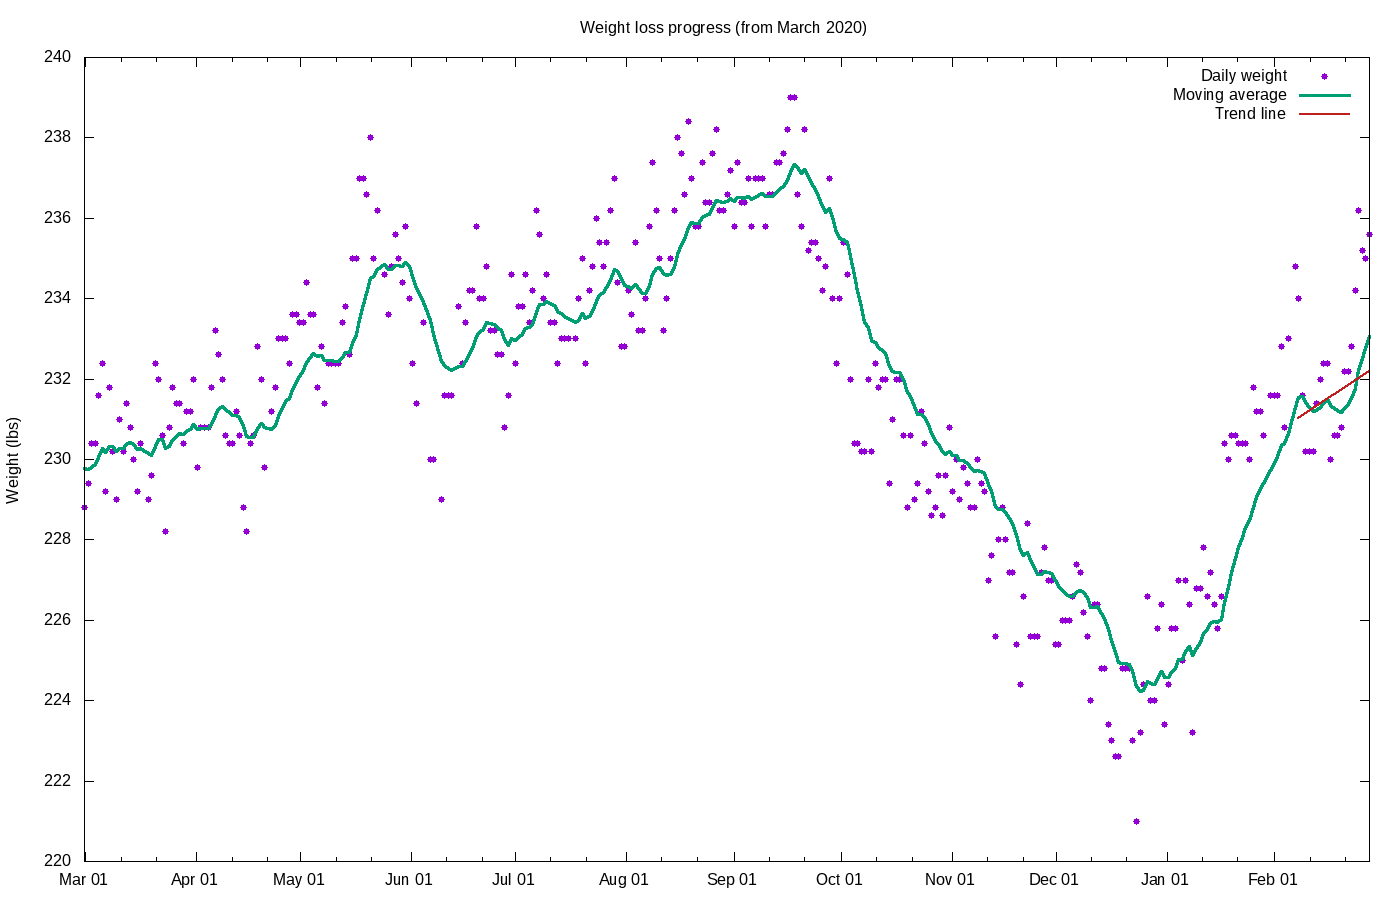 Weight loss progress (from March 2020)
240
238
236
234
232
230
228
226
224
222
220
Weight (lbs)
Daily weight
Moving average
Trend line
Mar 01 Apr 01 May 01 Jun 01 Jul 01 Aug 01 Sep 01 Oct 01 Nov 01 Dec 01 Jan 01 Feb 01